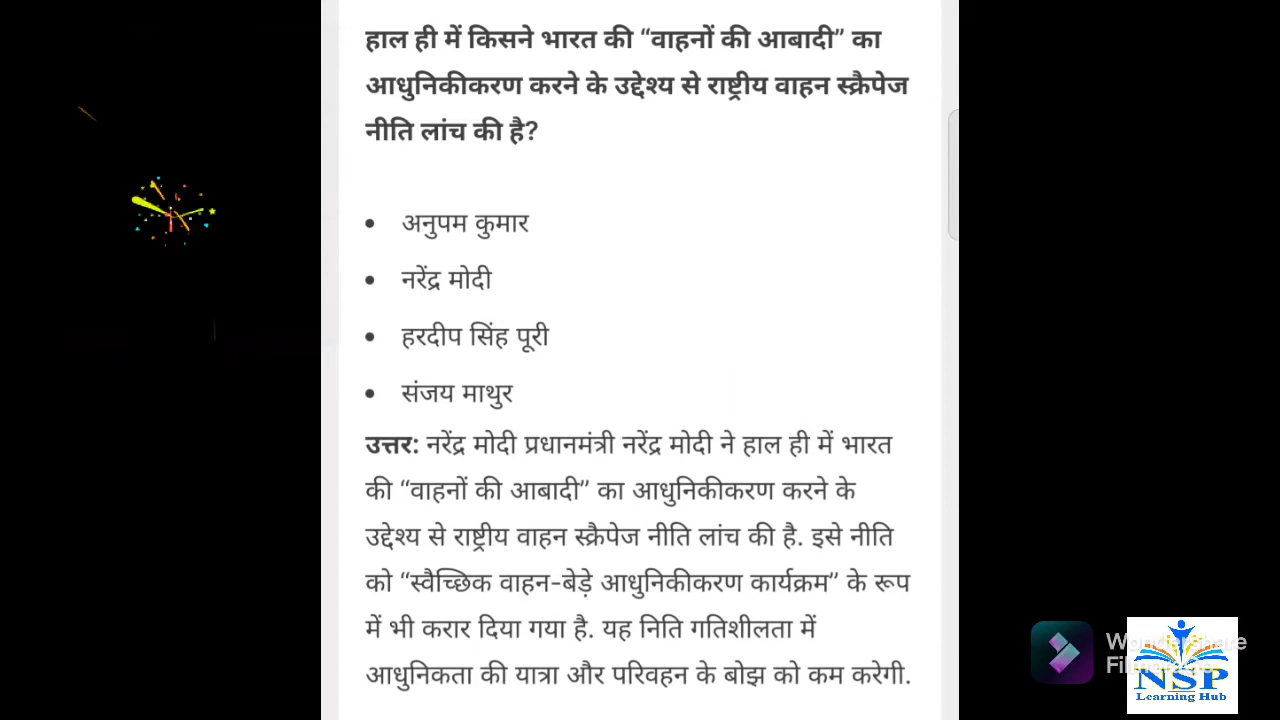 हाल ही में किसने भारत की “वाहनों की आबादी” का
आधुनिकीकरण करने के उद्देश्य से राष्ट्रीय वाहन स्क्रैपेज
नीति लांच की है?
• अनुपम कुमार
• नरेंद्र मोदी
• हरदीप सिंह पूरी
• संजय माथुर
उत्तर: नरेंद्र मोदी प्रधानमंत्री नरेंद्र मोदी ने हाल ही में भारत
की “वाहनों की आबादी” का आधुनिकीकरण करने के
उद्देश्य से राष्ट्रीय वाहन स्क्रैपेज नीति लांच की है. इसे नीति
को “स्वैच्छिक वाहन-बेड़े आधुनिकीकरण कार्यक्रम” के रूप
में भी करार दिया गया है. यह निति गतिशीलता में
आधुनिकता की यात्रा और परिवहन के बोझ को कम करेगी.
Wondershare
NSP
Learning Hub